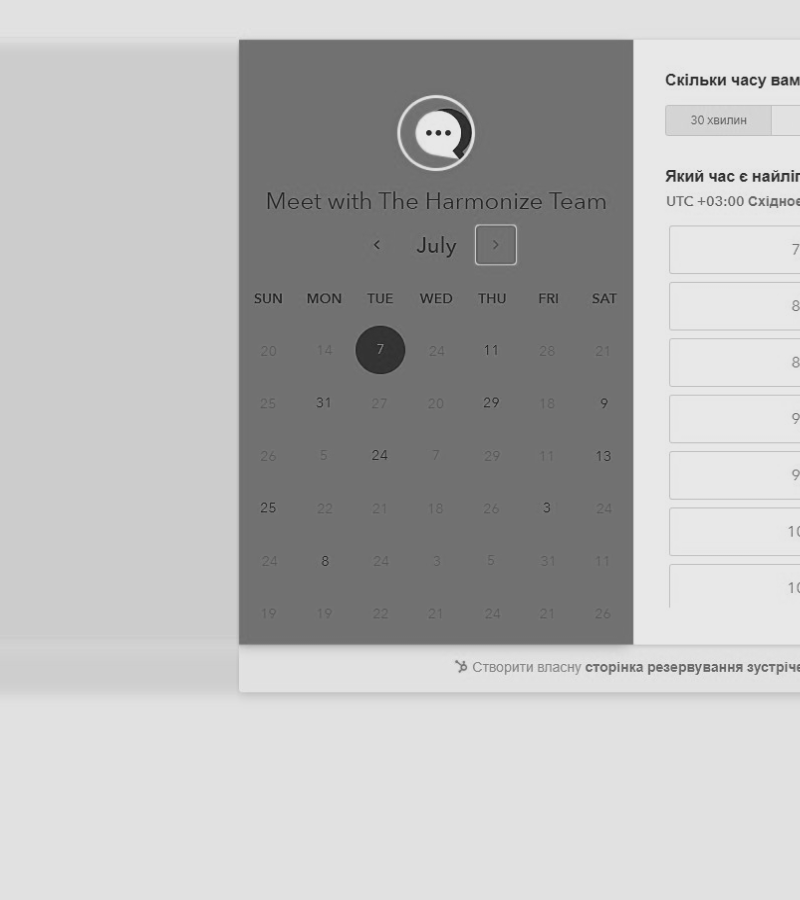 Meet with The Harmonize Team
July
SUN MON TUE WED THU FRI SAT
20 14 7 24 11 28 21
25 31 27 20 29 18 9
26 5 24 7 29 11 13
25 22 21 18 26 3 24
24 8 24 3 5 31 11
19 19 22 21 24 21 26
Скільки часу вам
30 хвилин
Який час є найліп
UTC +03:00 Східноє
7
8
8
9
9
10
10
Створити власну сторінка резервування зустріче